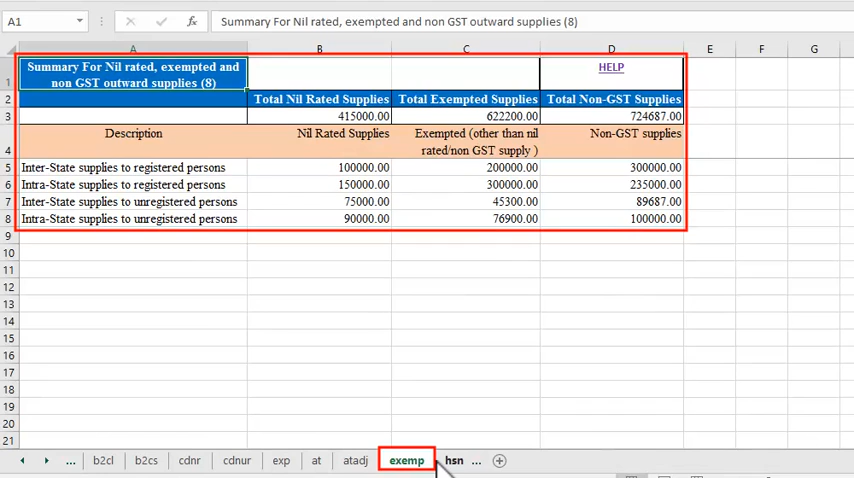 A1 fx Summary For Nil rated, exempted and non GST outward supplies (8)
A B C D E F G
1 Summary For Nil rated, exempted and HELP
non GST outward supplies (8)
2 Total Nil Rated Supplies Total Exempted Supplies Total Non-GST Supplies
3 415000.00 622200.00 724687.00
Description Nil Rated Supplies Exempted (other than nil Non-GST supplies
4 rated/non GST supply )
5 Inter-State supplies to registered persons 100000.00 200000.00 300000.00
6 Intra-State supplies to registered persons 150000.00 300000.00 235000.00
7 Inter-State supplies to unregistered persons 75000.00 45300.00 89687.00
8 Intra-State supplies to unregistered persons 90000.00 76900.00 100000.00
9
10
11
12
13
14
15
16
17
18
19
20
21
... b2cl b2cs cdnr cdnur exp at atadj exemp hsn ...